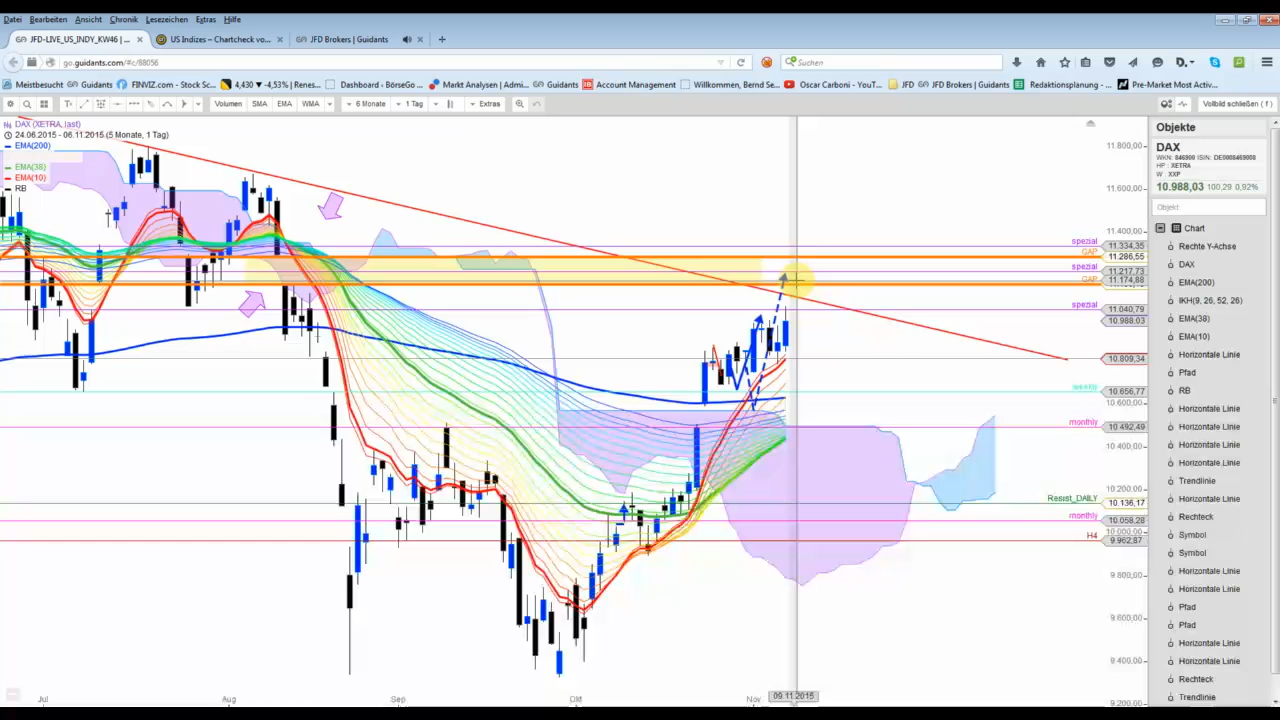 Datei Bearbeiten Ansicht Chronik Lesezeichen Extras Hilfe
JFD-LIVE_US_INDY_KW46 | ... US Indizes – Chartcheck vo... JFD Brokers | Guidants
go.guidants.com/#c/88056 Suchen
Meistbesucht Guidants FINVIZ.com - Stock Sc... 4,430 -4,53% (Renes... Dashboard - BörseGo ... Markt Analysen | Admin... Guidants Account Management Willkommen, Bernd Se... Oscar Carboni - YouT... JFD JFD Brokers | Guidants Redaktionsplanung - ... Pre-Market Most Activ...
Volumen SMA EMA WMA 6 Monate 1 Tag Extras Vollbild schließen ( f )
DAX (XETRA, last)
24.06.2015 - 06.11.2015 (5 Monate, 1 Tag)
EMA(200)
EMA(38)
EMA(10)
RB
11.800,00
11.600,00
11.400,00
spezial 11.334,35
GAP 11.286,55
spezial 11.217,73
GAP 11.174,88
spezial 11.040,79
10.988,03
10.809,34
weekly 10.656,77
10.600,00
monthly 10.492,49
10.400,00
10.200,00
Resist_DAILY 10.136,17
monthly 10.058,28
10.000,00
H4 9.962,87
9.800,00
9.600,00
9.400,00
9.200,00
Jul Aug Sep Okt Nov 09.11.2015
Objekte
DAX
WKN: 846900 ISIN: DE0008469008
HP : XETRA
W : XXP
10.988,03 100,29 0,92%
Objekt
Chart
Rechte Y-Achse
DAX
EMA(200)
IKH(9, 26, 52, 26)
EMA(38)
EMA(10)
Horizontale Linie
Pfad
RB
Horizontale Linie
Horizontale Linie
Horizontale Linie
Horizontale Linie
Trendlinie
Horizontale Linie
Rechteck
Symbol
Symbol
Horizontale Linie
Horizontale Linie
Pfad
Pfad
Horizontale Linie
Horizontale Linie
Rechteck
Trendlinie